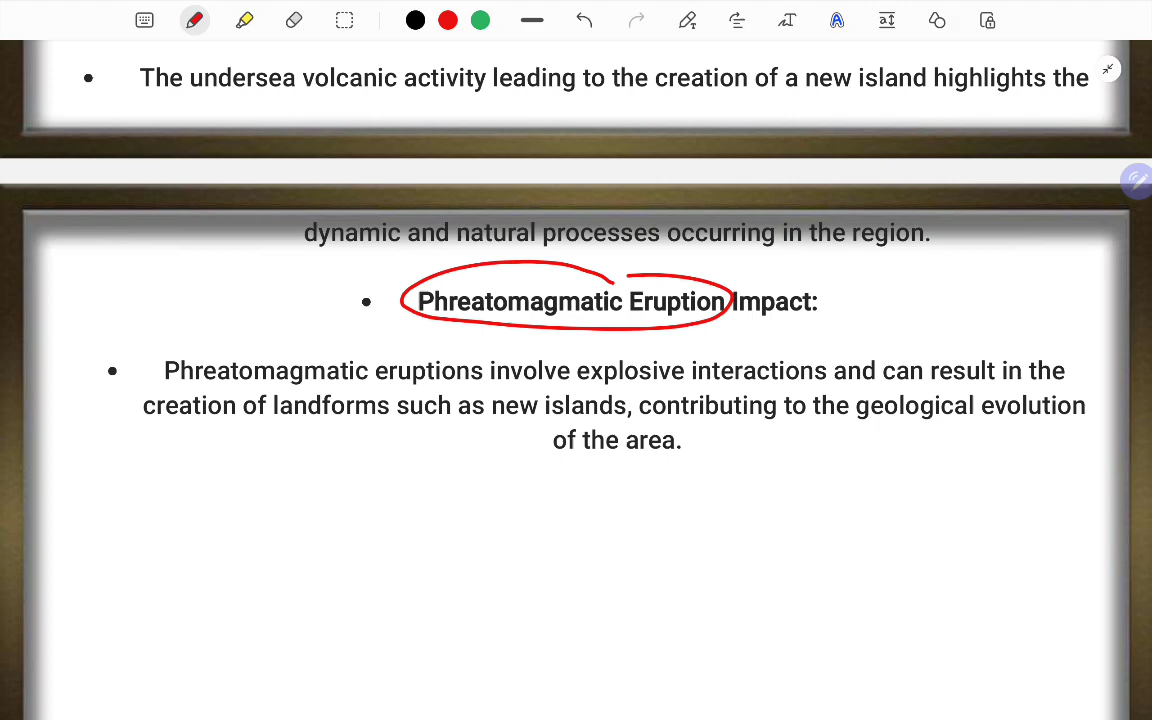 • The undersea volcanic activity leading to the creation of a new island highlights the
dynamic and natural processes occurring in the region.
• Phreatomagmatic Eruption Impact:
• Phreatomagmatic eruptions involve explosive interactions and can result in the
creation of landforms such as new islands, contributing to the geological evolution
of the area.